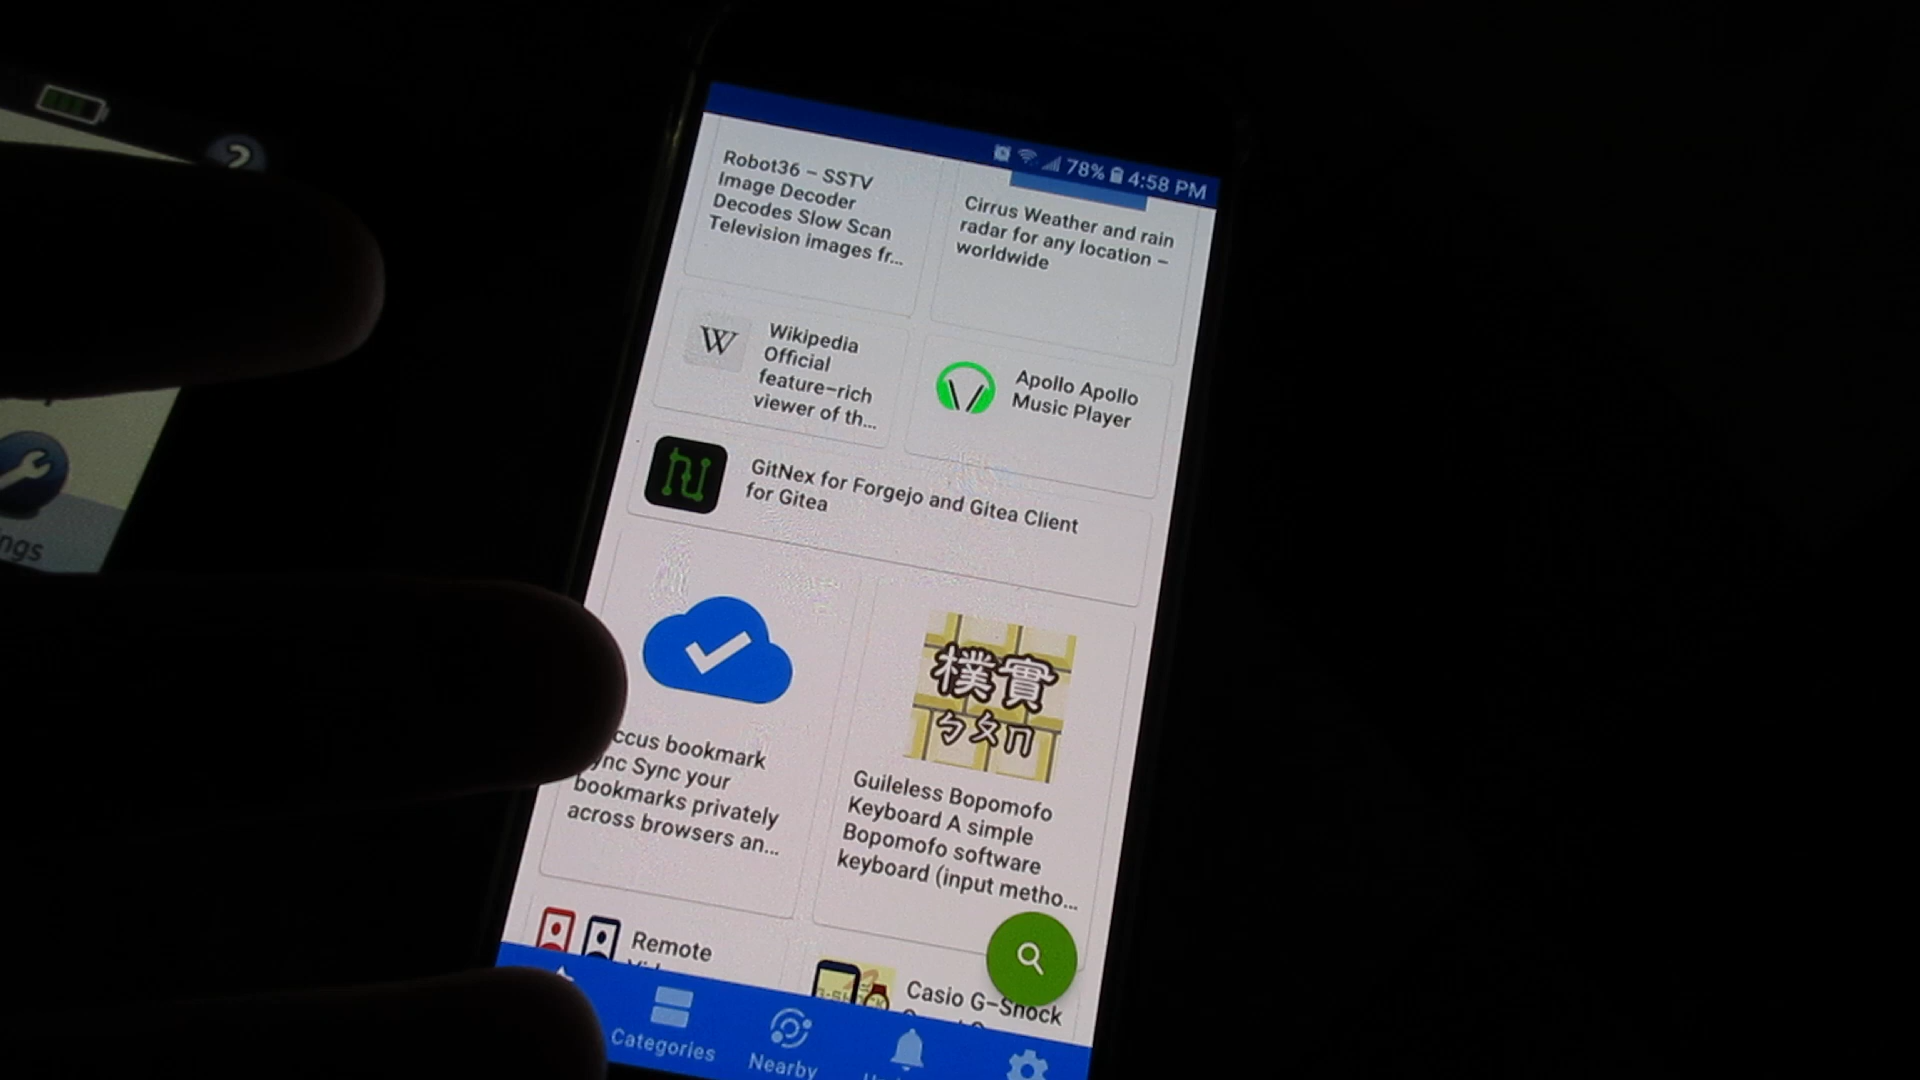 78% 4:58 PM
Robot36 – SSTV
Image Decoder
Decodes Slow Scan
Television images fr...
Cirrus Weather and rain
radar for any location –
worldwide
W
Wikipedia
Official
feature–rich
viewer of th...
Apollo Apollo
Music Player
GitNex for Forgejo and Gitea Client
for Gitea
ccus bookmark
ync Sync your
bookmarks privately
across browsers an...
樸實
ㄅㄆㄇ
Guileless Bopomofo
Keyboard A simple
Bopomofo software
keyboard (input metho...
Remote
Casio G–Shock
Categories
Nearby
ngs
?